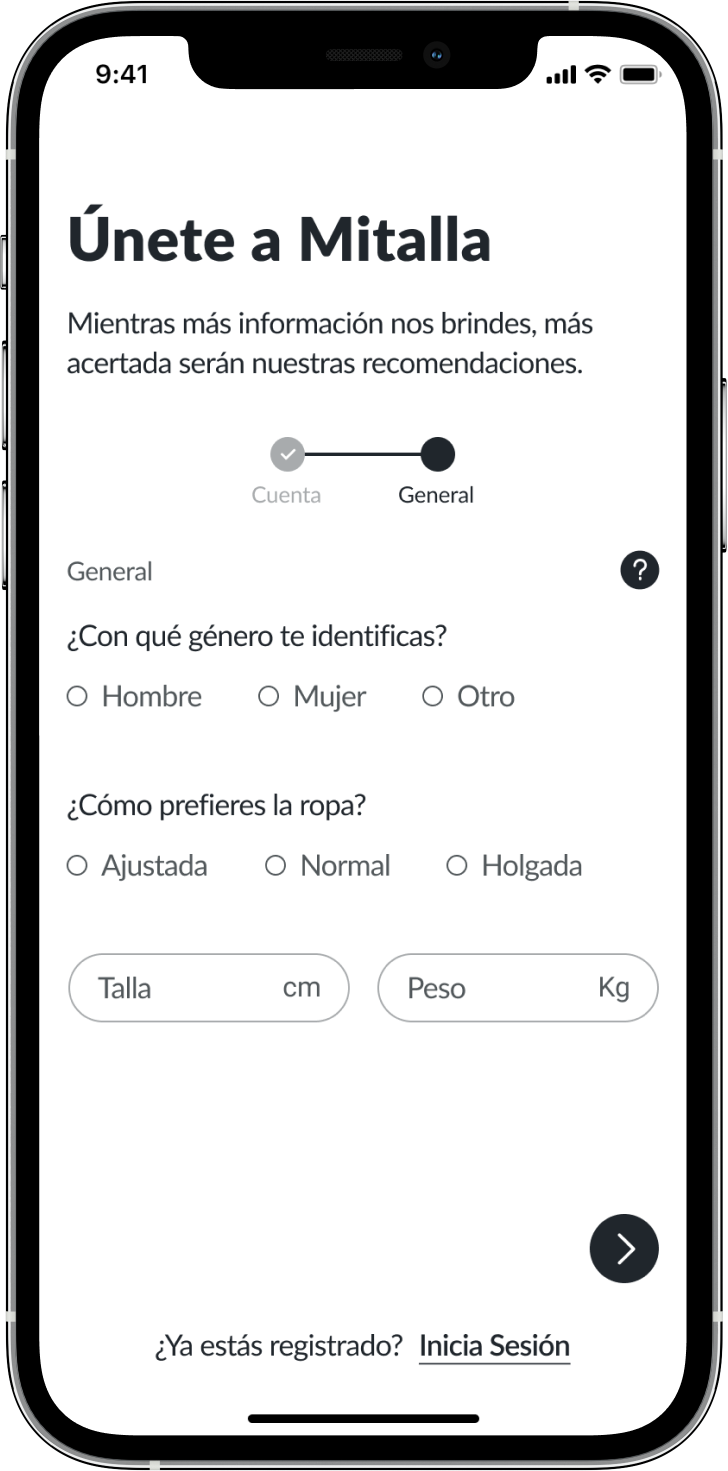 9:41
Únete a Mitalla
Mientras más información nos brindes, más
acertada serán nuestras recomendaciones.
Cuenta General
General ?
¿Con qué género te identificas?
Hombre Mujer Otro
¿Cómo prefieres la ropa?
Ajustada Normal Holgada
Talla cm Peso Kg
¿Ya estás registrado? Inicia Sesión